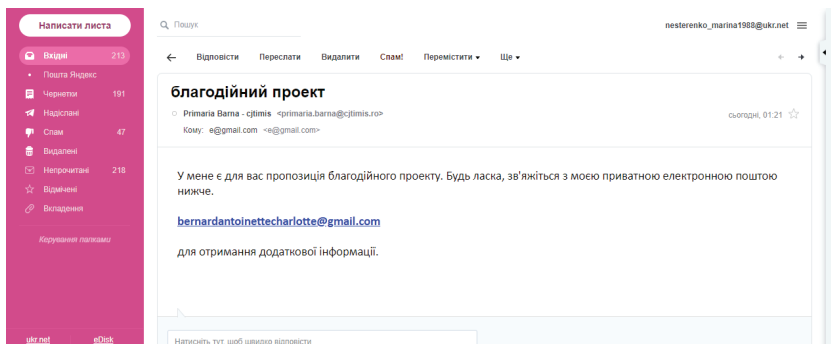 Написати листа
Пошук
nesterenko_marina1988@ukr.net
Вхідні 213
Пошта Яндекс
Чернетки 191
Надіслані
Спам 47
Видалені
Непрочитані 218
Відмічені
Вкладення
Керування папками
ukr.net eDisk
Відповісти Переслати Видалити Спам! Перемістити Ще
благодійний проект
Primaria Barna - cjtimis <primaria.barna@cjtimis.ro>
сьогодні, 01:21
Кому: e@gmail.com <e@gmail.com>
У мене є для вас пропозиція благодійного проекту. Будь ласка, зв'яжіться з моєю приватною електронною поштою
нижче.
bernardantoinettecharlotte@gmail.com
для отримання додаткової інформації.
Натисніть тут, щоб швидко відповісти